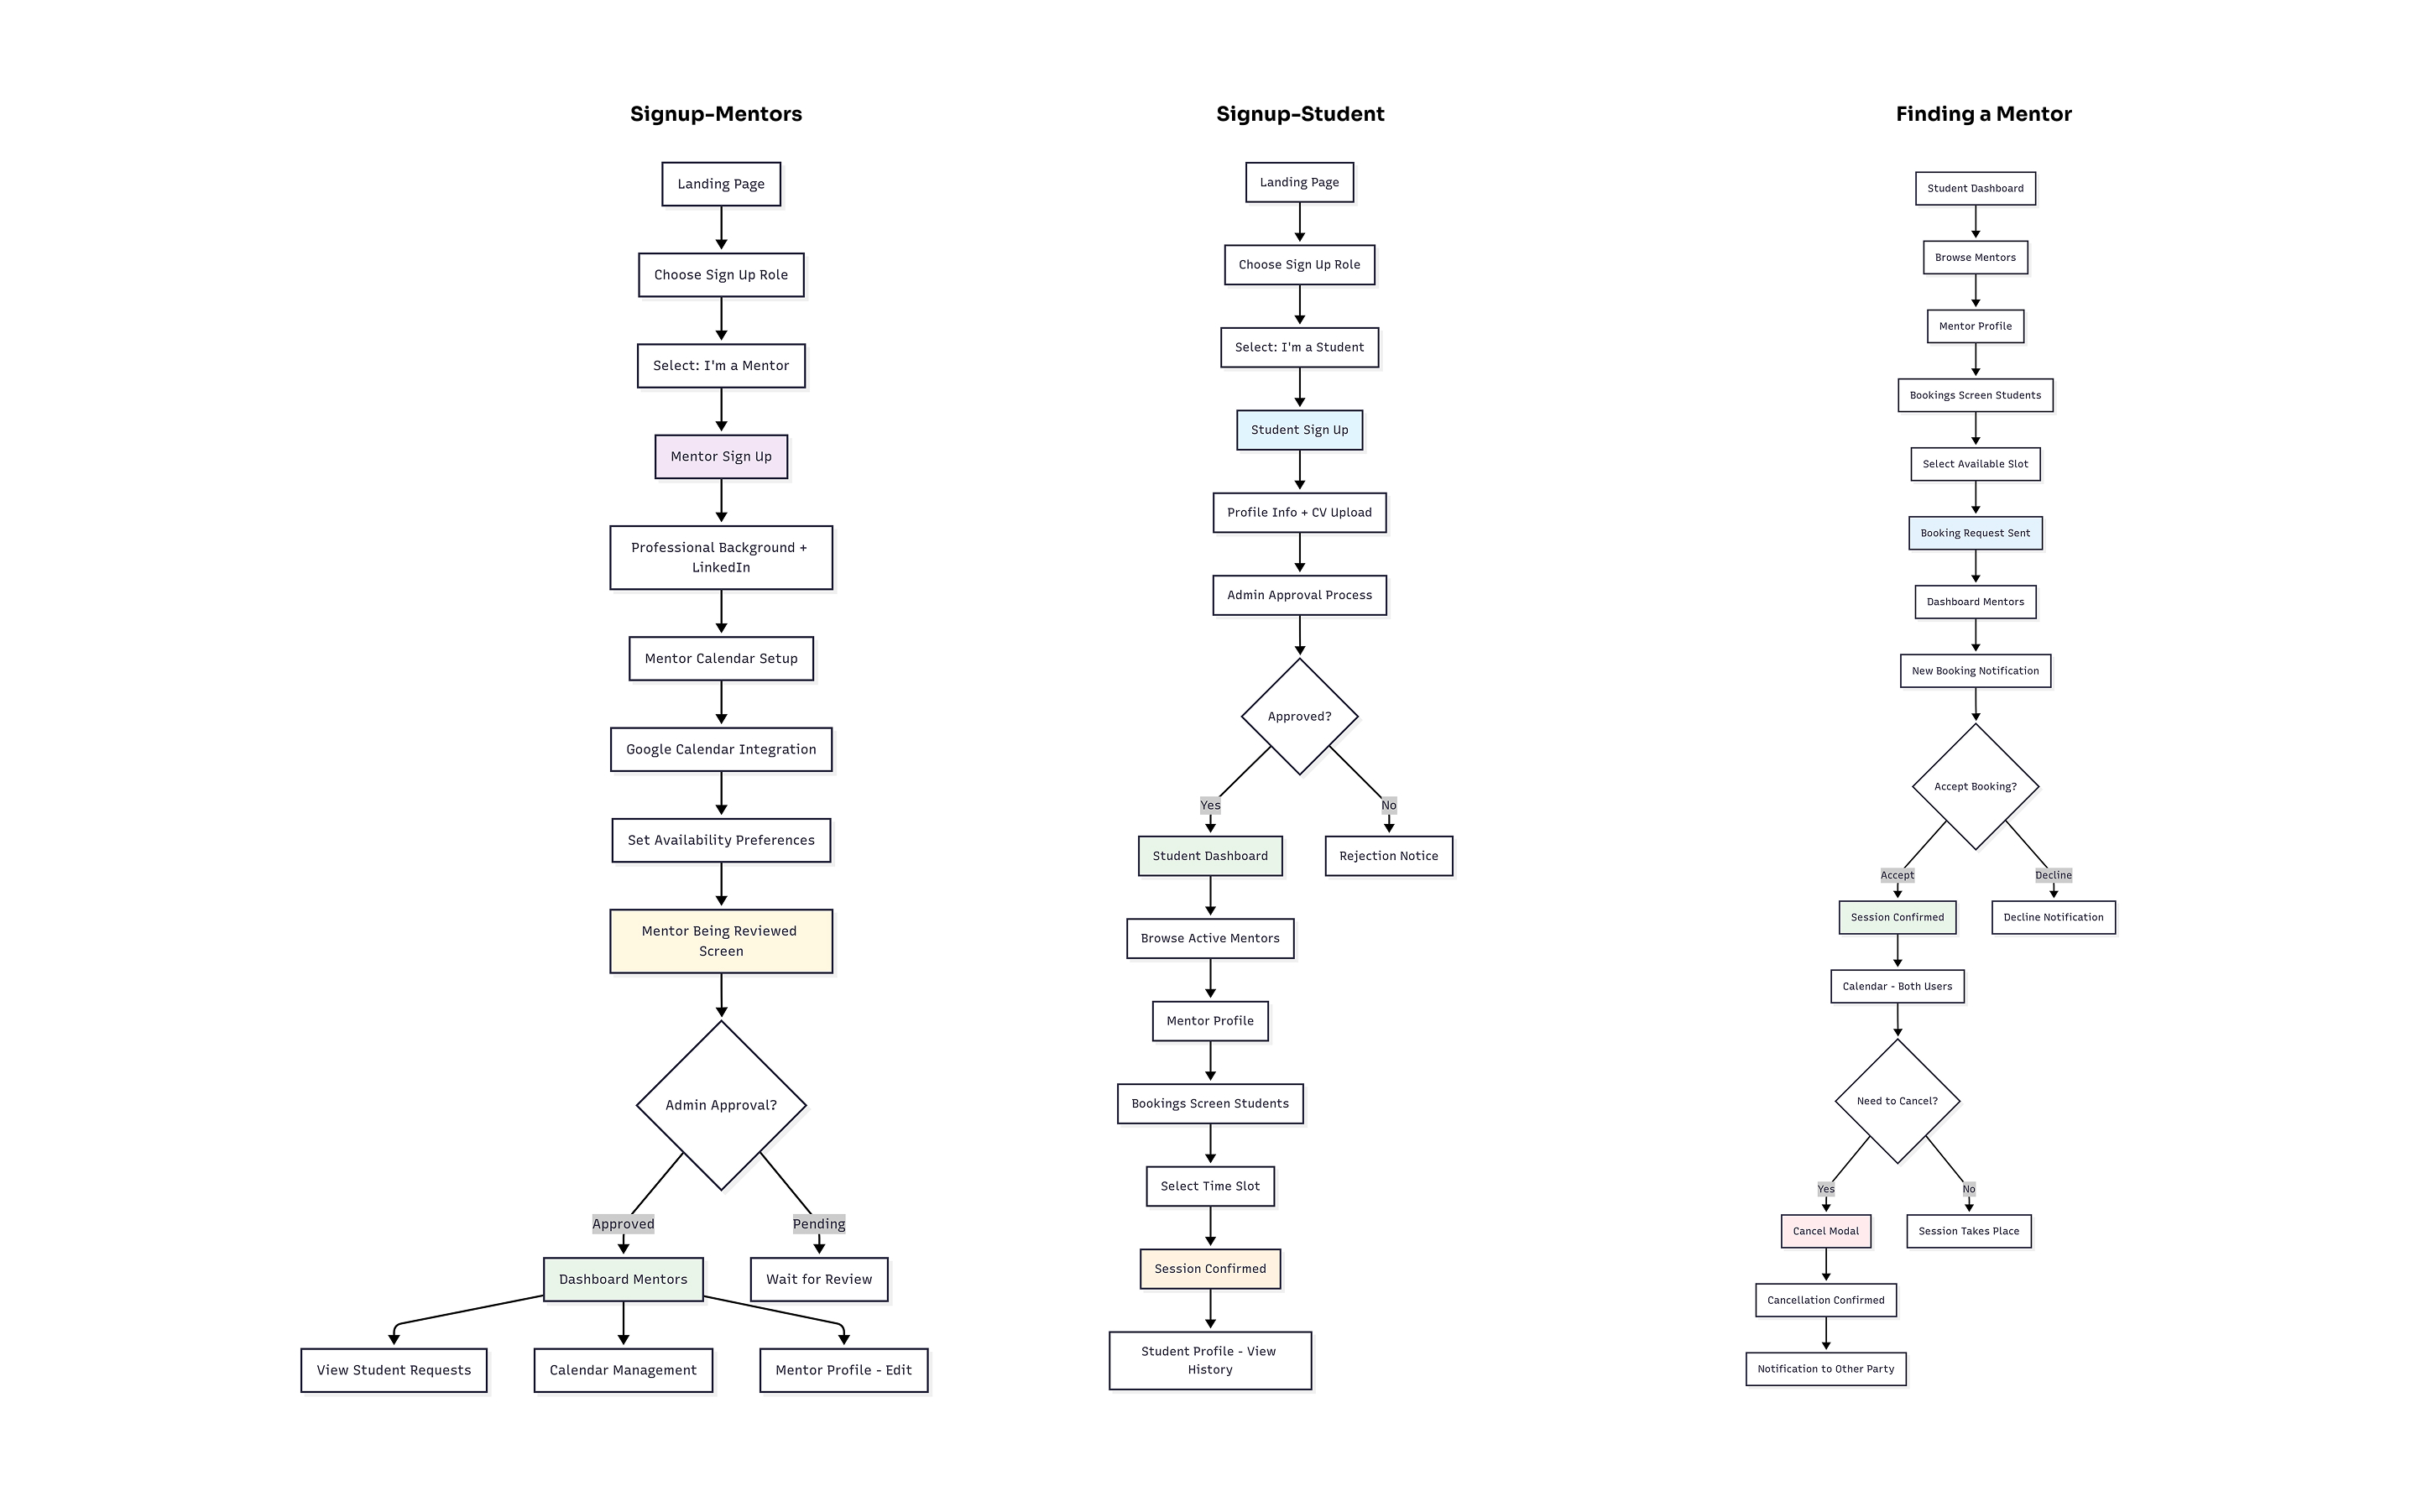 Signup-Mentors
Landing Page
Choose Sign Up Role
Select: I'm a Mentor
Mentor Sign Up
Professional Background +
LinkedIn
Mentor Calendar Setup
Google Calendar Integration
Set Availability Preferences
Mentor Being Reviewed
Screen
Admin Approval?
Approved
Pending
Dashboard Mentors
Wait for Review
View Student Requests
Calendar Management
Mentor Profile - Edit
Signup-Student
Landing Page
Choose Sign Up Role
Select: I'm a Student
Student Sign Up
Profile Info + CV Upload
Admin Approval Process
Approved?
Yes
No
Student Dashboard
Rejection Notice
Browse Active Mentors
Mentor Profile
Bookings Screen Students
Select Time Slot
Session Confirmed
Student Profile - View
History
Finding a Mentor
Student Dashboard
Browse Mentors
Mentor Profile
Bookings Screen Students
Select Available Slot
Booking Request Sent
Dashboard Mentors
New Booking Notification
Accept Booking?
Accept
Decline
Session Confirmed
Decline Notification
Calendar - Both Users
Need to Cancel?
Yes
No
Cancel Modal
Session Takes Place
Cancellation Confirmed
Notification to Other Party